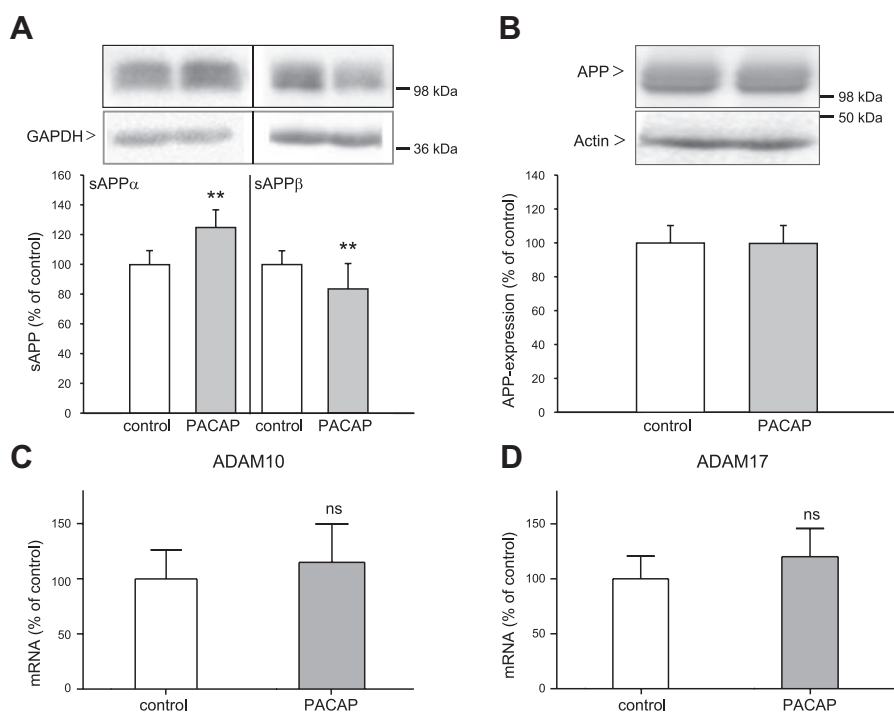 A
98 kDa
GAPDH >
36 kDa
sAPPα
sAPPβ
**
**
160
140
120
100
80
60
40
20
0
sAPP (% of control)
control PACAP control PACAP
B
APP >
98 kDa
50 kDa
Actin >
140
120
100
80
60
40
20
0
APP-expression (% of control)
control PACAP
C
ADAM10
ns
150
100
50
0
mRNA (% of control)
control PACAP
D
ADAM17
ns
150
100
50
0
mRNA (% of control)
control PACAP